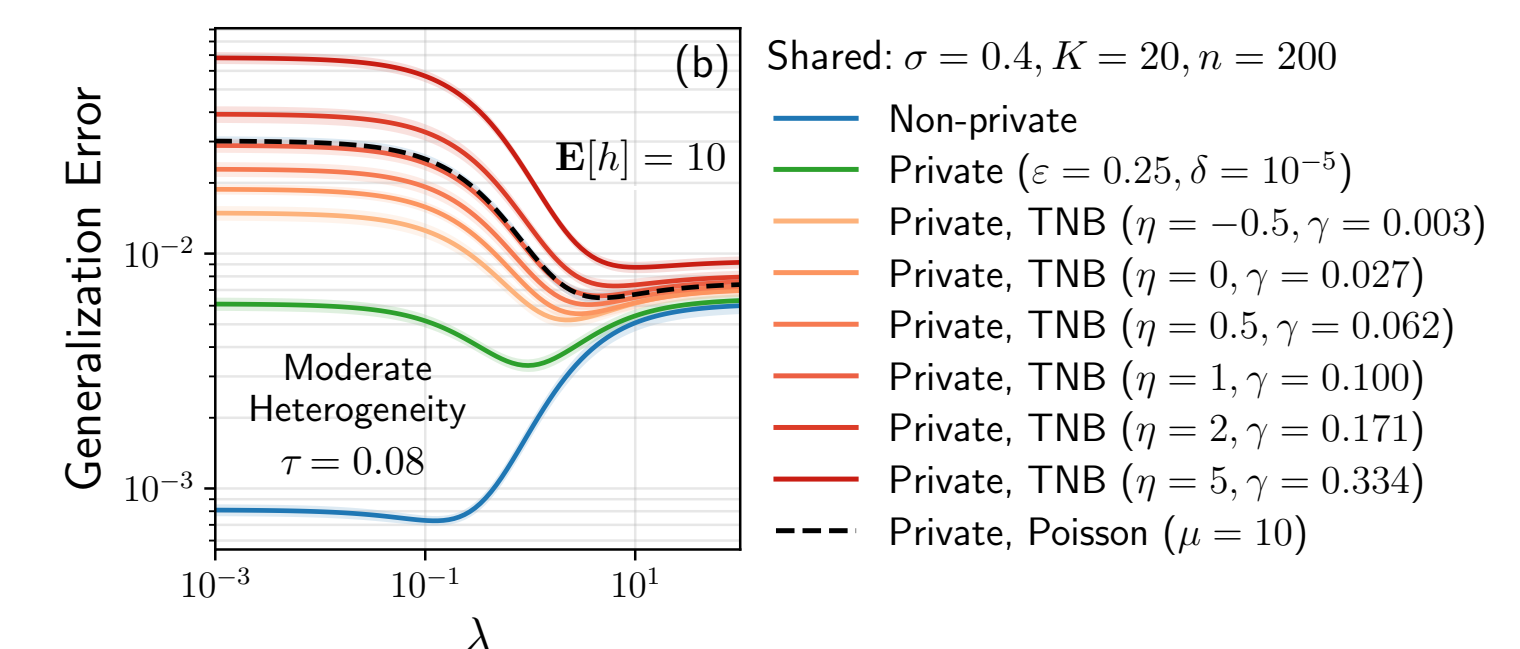 (b)
E[h] = 10
Moderate
Heterogeneity
τ = 0.08
Generalization Error
10⁻²
10⁻³
10⁻³ 10⁻¹ 10¹
λ
Shared: σ = 0.4, K = 20, n = 200
Non-private
Private (ε = 0.25, δ = 10⁻⁵)
Private, TNB (η = −0.5, γ = 0.003)
Private, TNB (η = 0, γ = 0.027)
Private, TNB (η = 0.5, γ = 0.062)
Private, TNB (η = 1, γ = 0.100)
Private, TNB (η = 2, γ = 0.171)
Private, TNB (η = 5, γ = 0.334)
Private, Poisson (μ = 10)